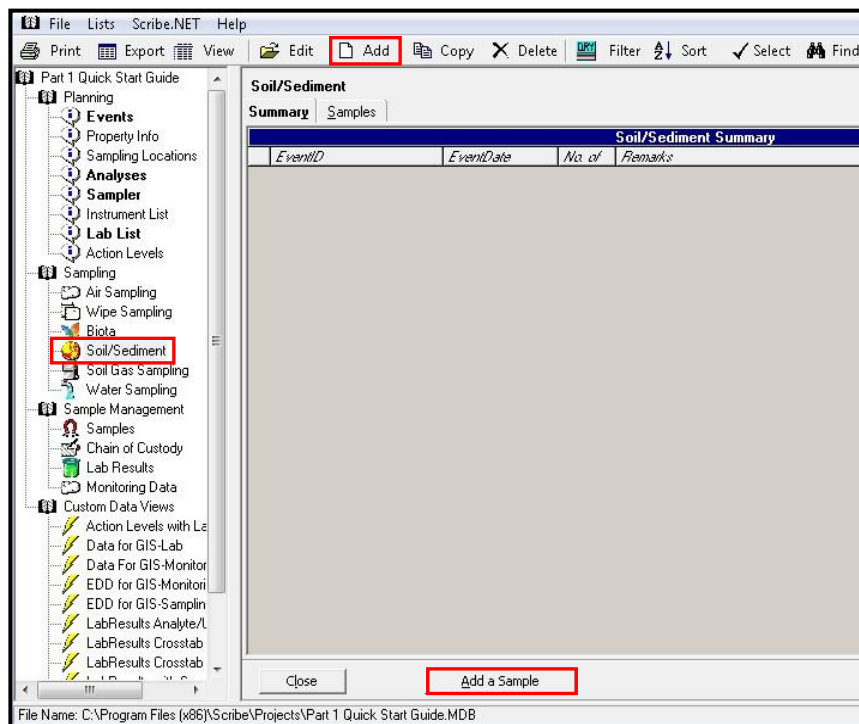 File Lists Scribe.NET Help
Print Export View Edit Add Copy Delete QRY Filter Sort Select Find
Part 1 Quick Start Guide
Planning
Events
Property Info
Sampling Locations
Analyses
Sampler
Instrument List
Lab List
Action Levels
Sampling
Air Sampling
Wipe Sampling
Biota
Soil/Sediment
Soil Gas Sampling
Water Sampling
Sample Management
Samples
Chain of Custody
Lab Results
Monitoring Data
Custom Data Views
Action Levels with La
Data for GIS-Lab
Data For GIS-Monitor
EDD for GIS-Monitori
EDD for GIS-Samplin
LabResults Analyte/L
LabResults Crosstab
LabResults Crosstab
Soil/Sediment
Summary Samples
Soil/Sediment Summary
EventID EventDate No. of Remarks
Close Add a Sample
File Name: C:\Program Files (x86)\Scribe\Projects\Part 1 Quick Start Guide.MDB